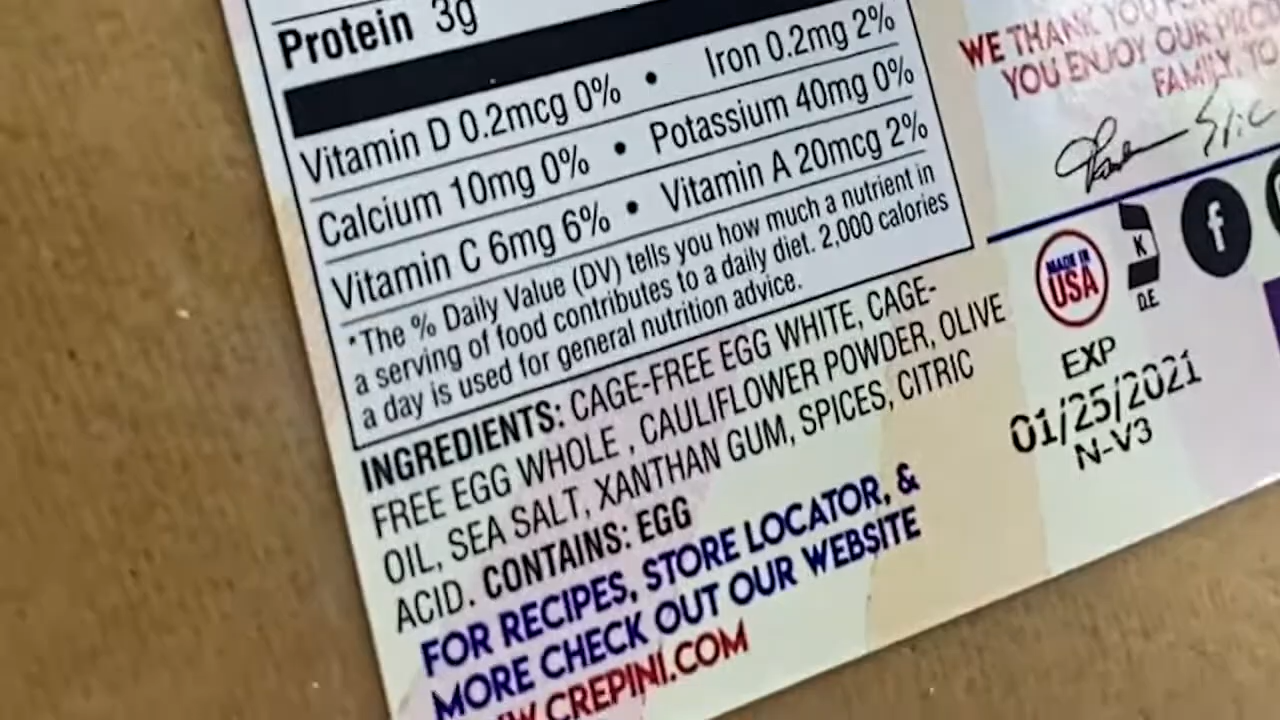 Protein 3g
Vitamin D 0.2mcg 0% • Iron 0.2mg 2%
Calcium 10mg 0% • Potassium 40mg 0%
Vitamin C 6mg 6% • Vitamin A 20mcg 2%
*The % Daily Value (DV) tells you how much a nutrient in
a serving of food contributes to a daily diet. 2,000 calories
a day is used for general nutrition advice.
INGREDIENTS: CAGE-FREE EGG WHITE, CAGE-
FREE EGG WHOLE , CAULIFLOWER POWDER, OLIVE
OIL, SEA SALT, XANTHAN GUM, SPICES, CITRIC
ACID. CONTAINS: EGG
FOR RECIPES, STORE LOCATOR, &
MORE CHECK OUT OUR WEBSITE
CREPINI.COM
WE THANK YOU
YOU ENJOY OUR
FAMILY, TO
MADE IN
USA
K
D.E.
f
EXP
01/25/2021
N-V3